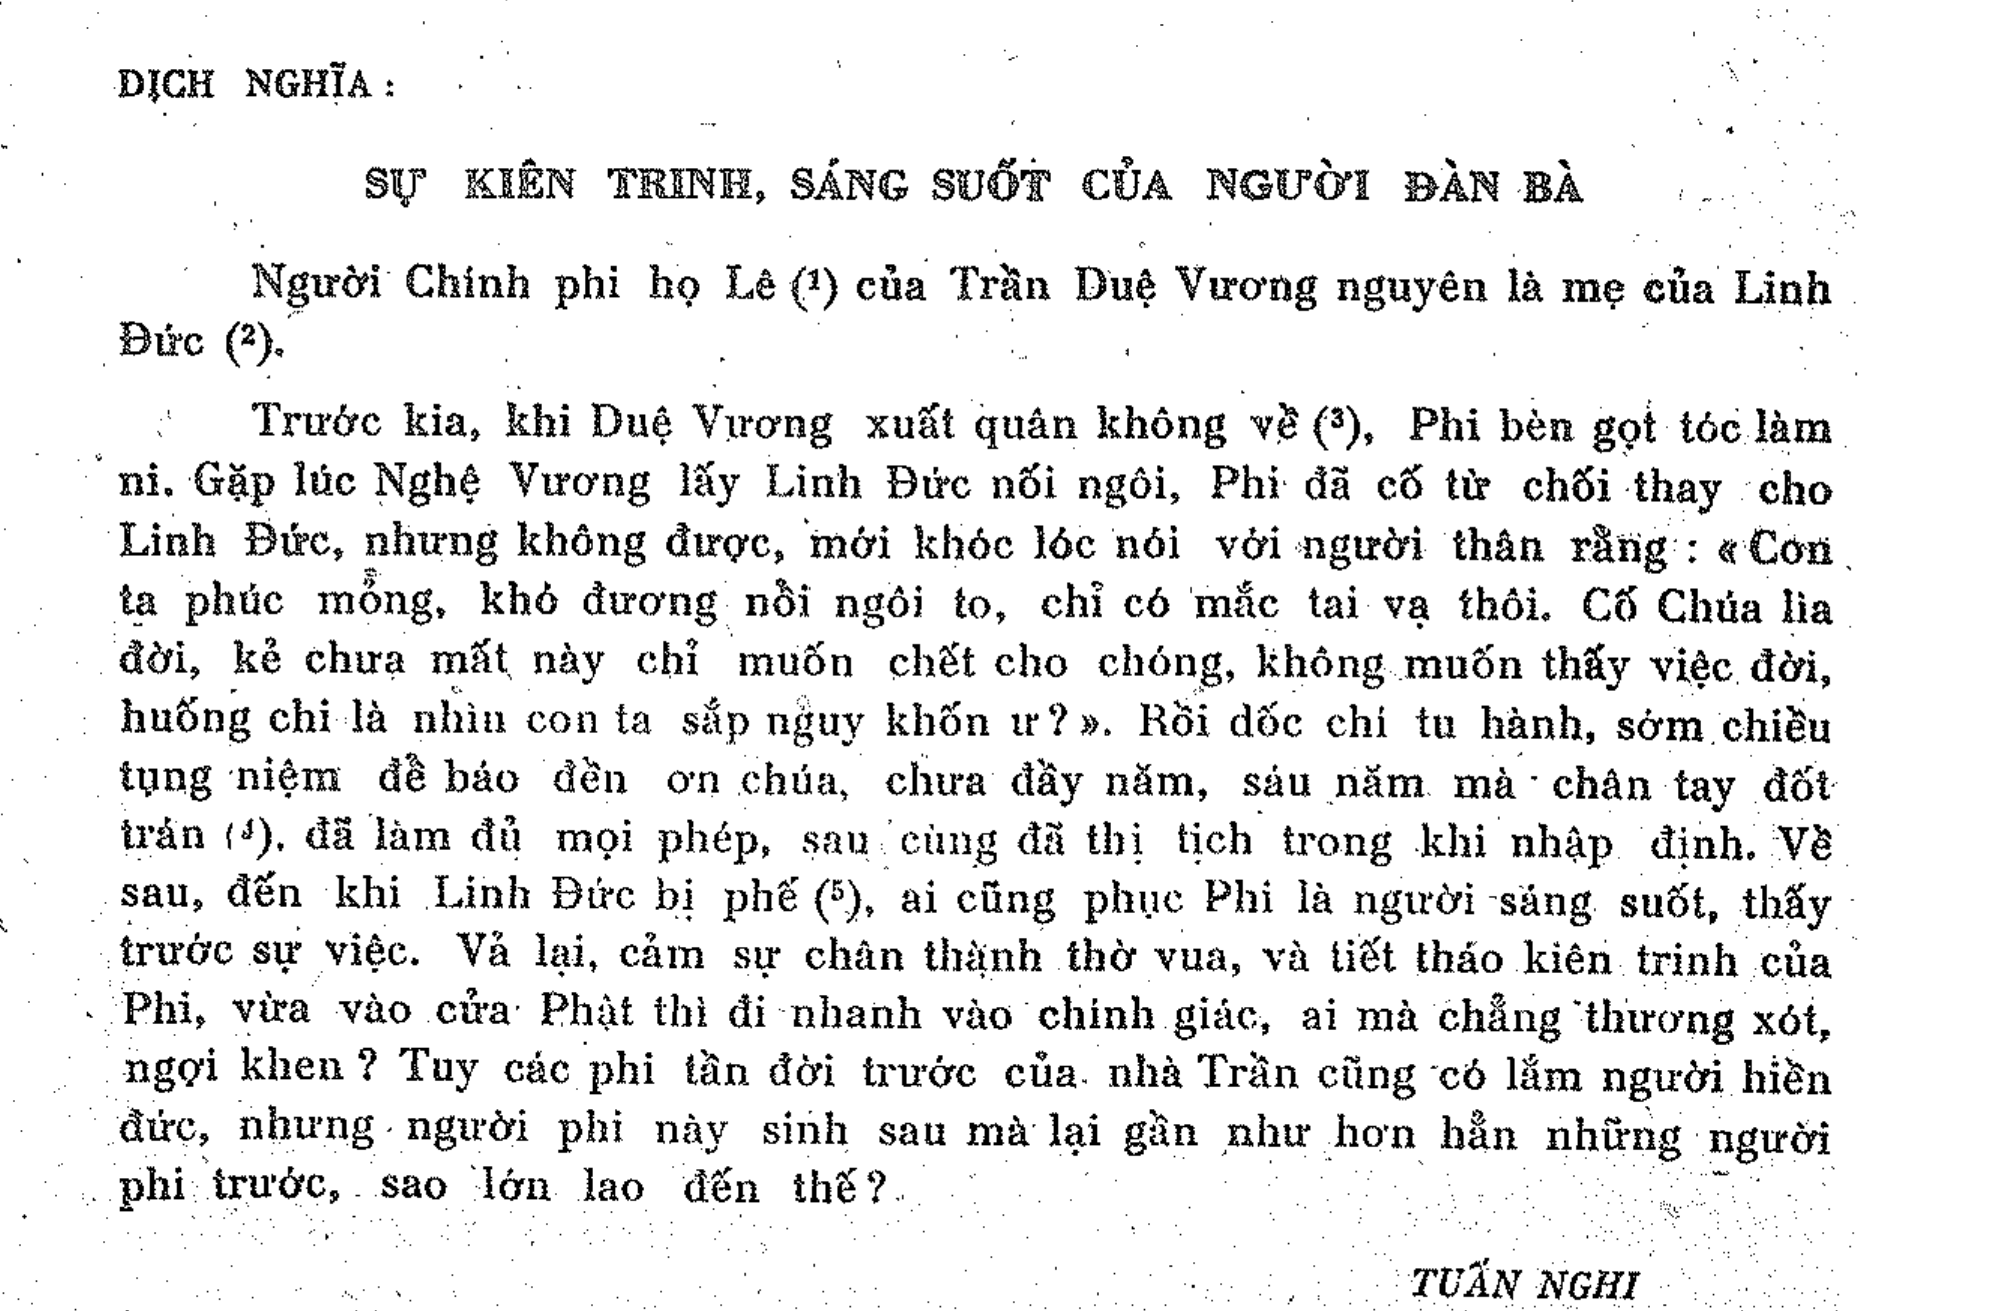 DỊCH NGHĨA :
SỰ KIÊN TRINH, SÁNG SUỐT CỦA NGƯỜI ĐÀN BÀ
Người Chính phi họ Lê (¹) của Trần Duệ Vương nguyên là mẹ của Linh
Đức (²).
Trước kia, khi Duệ Vương xuất quân không về (³), Phi bèn gọt tóc làm
ni. Gặp lúc Nghệ Vương lấy Linh Đức nối ngôi, Phi đã cố từ chối thay cho
Linh Đức, nhưng không được, mới khóc lóc nói với người thân rằng : «Con
ta phúc mỏng, khó đương nổi ngôi to, chỉ có mắc tai vạ thôi. Cố Chúa lìa
đời, kẻ chưa mất này chỉ muốn chết cho chóng, không muốn thấy việc đời,
huống chi là nhìn con ta sắp nguy khốn ư?». Rồi dốc chí tu hành, sớm chiều
tụng niệm để báo đền ơn chúa, chưa đầy năm, sáu năm mà chân tay đốt
trán (⁴). đã làm đủ mọi phép, sau cùng đã thị tịch trong khi nhập định. Về
sau, đến khi Linh Đức bị phế (⁵), ai cũng phục Phi là người sáng suốt, thấy
trước sự việc. Vả lại, cảm sự chân thành thờ vua, và tiết tháo kiên trinh của
Phi, vừa vào cửa Phật thì đi nhanh vào chính giác, ai mà chẳng thương xót,
ngợi khen ? Tuy các phi tần đời trước của nhà Trần cũng có lắm người hiền
đức, nhưng người phi này sinh sau mà lại gần như hơn hẳn những người
phi trước, sao lớn lao đến thế ?
TUẤN NGHI